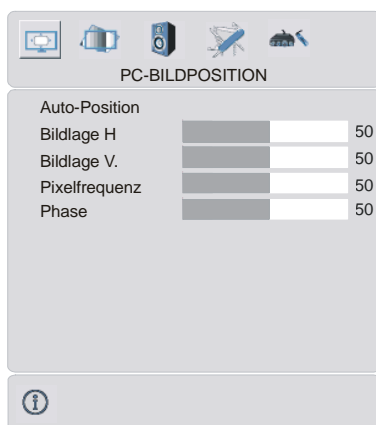 PC-BILDPOSITION
Auto-Position
Bildlage H 50
Bildlage V. 50
Pixelfrequenz 50
Phase 50